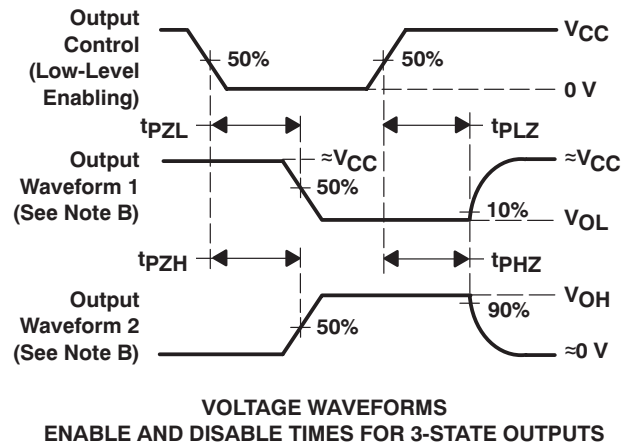 Output
Control
(Low-Level
Enabling)
50%
50%
VCC
0 V
tPZL
tPLZ
Output
Waveform 1
(See Note B)
≈VCC
50%
10%
≈VCC
VOL
tPZH
tPHZ
Output
Waveform 2
(See Note B)
50%
90%
VOH
≈0 V
VOLTAGE WAVEFORMS
ENABLE AND DISABLE TIMES FOR 3-STATE OUTPUTS